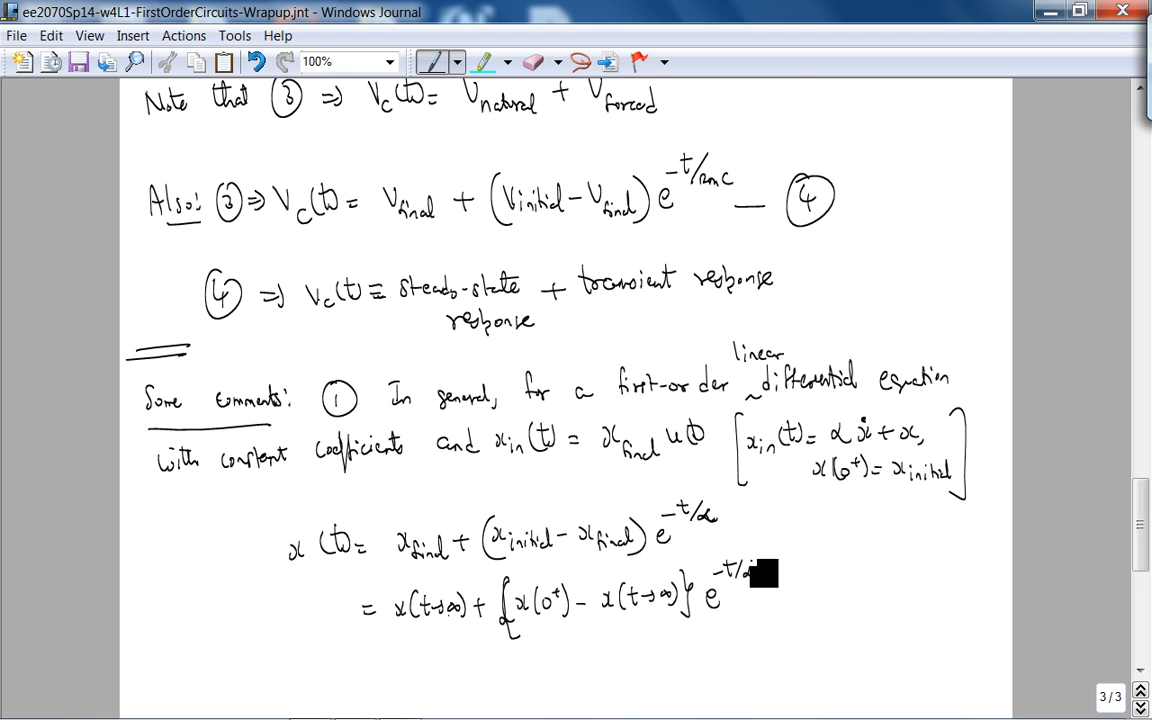 ee2070Sp14-w4L1-FirstOrderCircuits-Wrapup.jnt - Windows Journal
File Edit View Insert Actions Tools Help
100%
Note that ③ ⇒ Vc(t) = Vnatural + Vforced
Also: ③ ⇒ Vc(t) = Vfinal + (Vinitial - Vfinal) e^-t/ — ④
④ ⇒ Vc(t) ≡ steady-state + transient response
response
linear
Some comments: ① In general, for a first-order differential equation
with constant coefficients and xin(t) = xfinal u(t) [xin(t) = αẋ + x,
x(0⁺) = xinitial]
x(t) = xfinal + (xinitial - xfinal) e^-t/α
= x(t→∞) + {x(0⁺) - x(t→∞)} e^-t/α
3/3